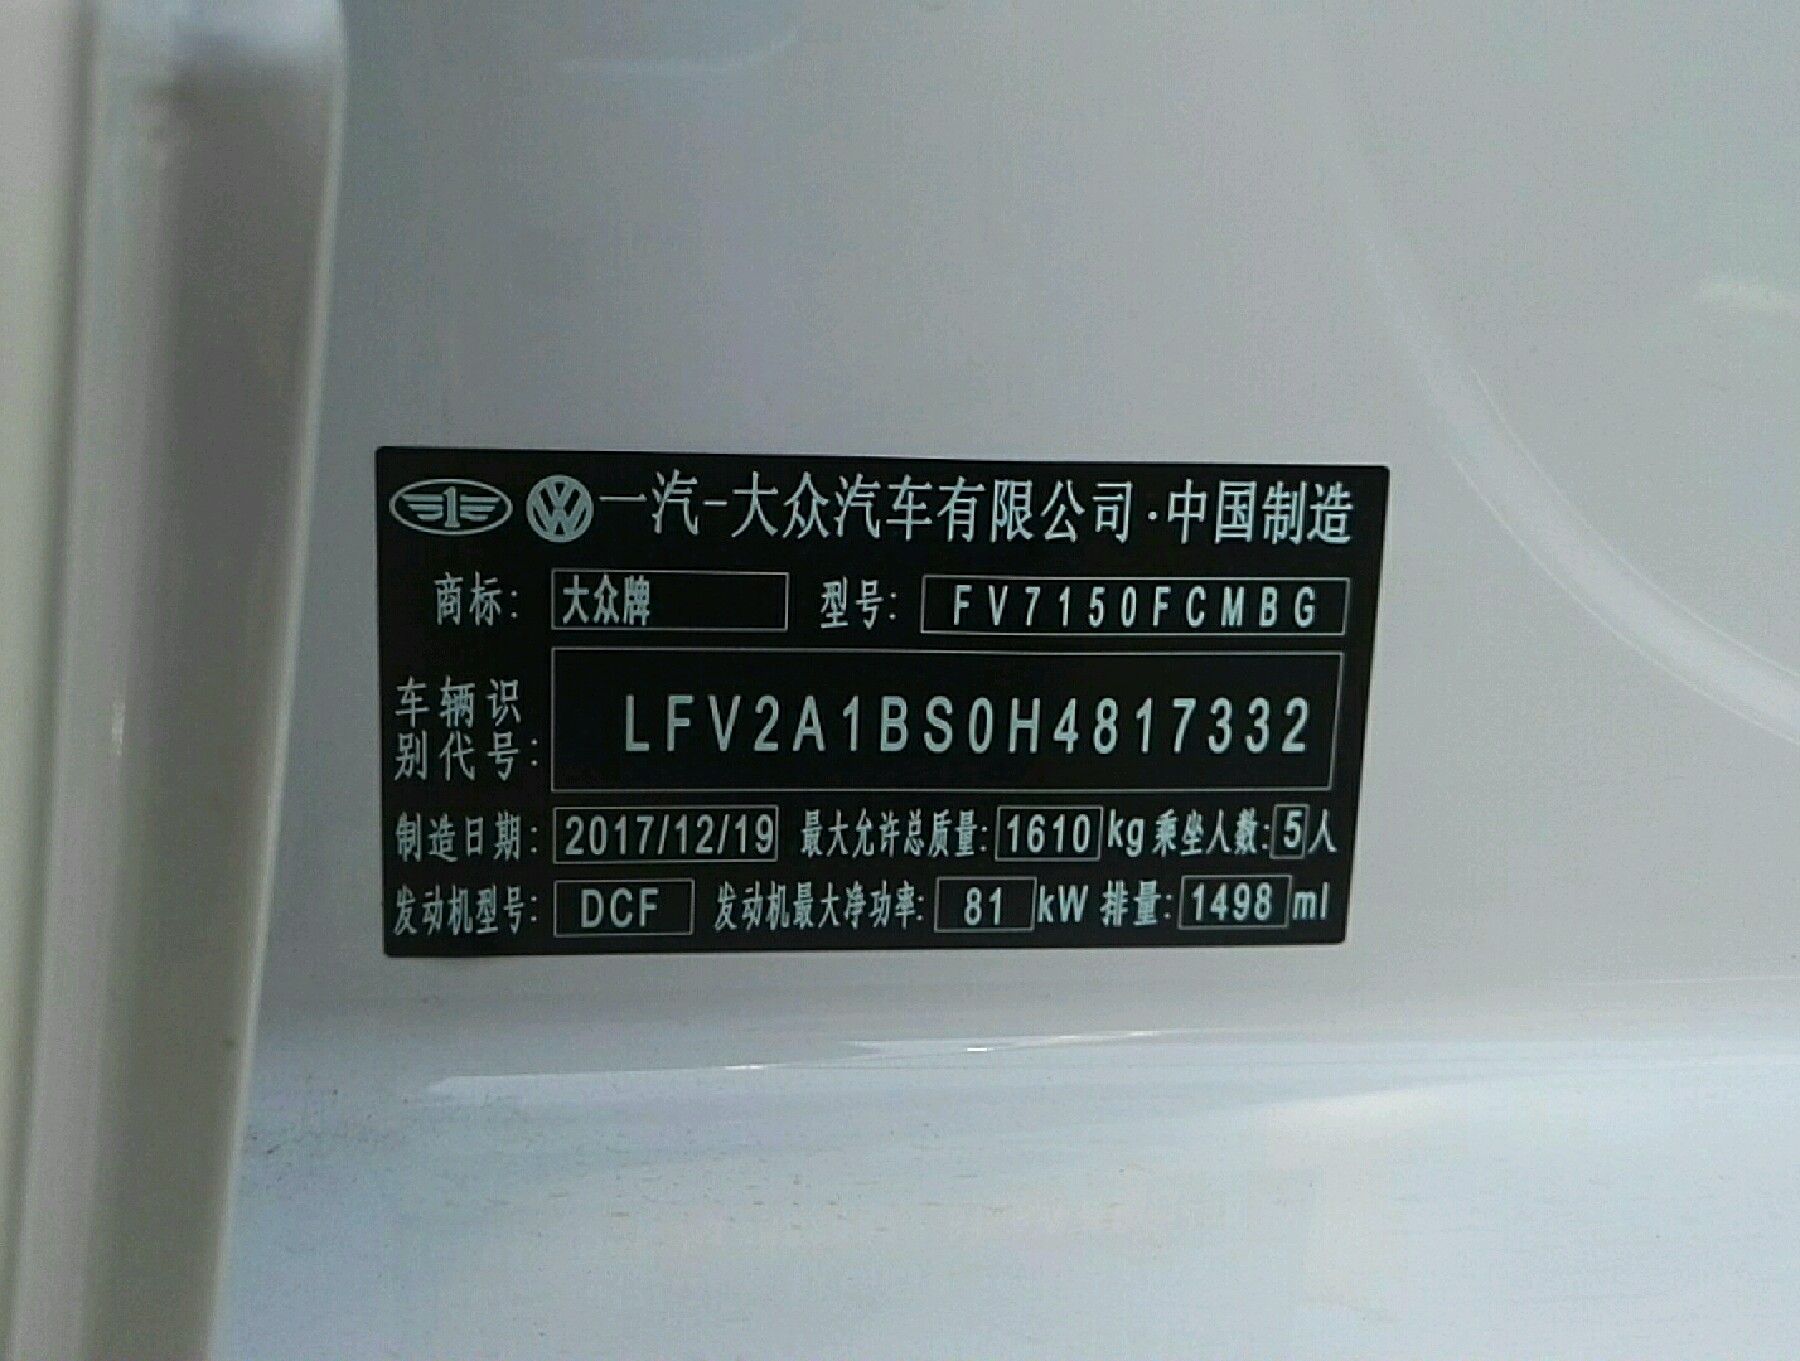 一汽-大众汽车有限公司·中国制造
商标: 大众牌 型号: FV7150FCMBG
车辆识
别代号: LFV2A1BS0H4817332
制造日期: 2017/12/19 最大允许总质量: 1610 kg 乘坐人数: 5 人
发动机型号: DCF 发动机最大净功率: 81 kW 排量: 1498 ml